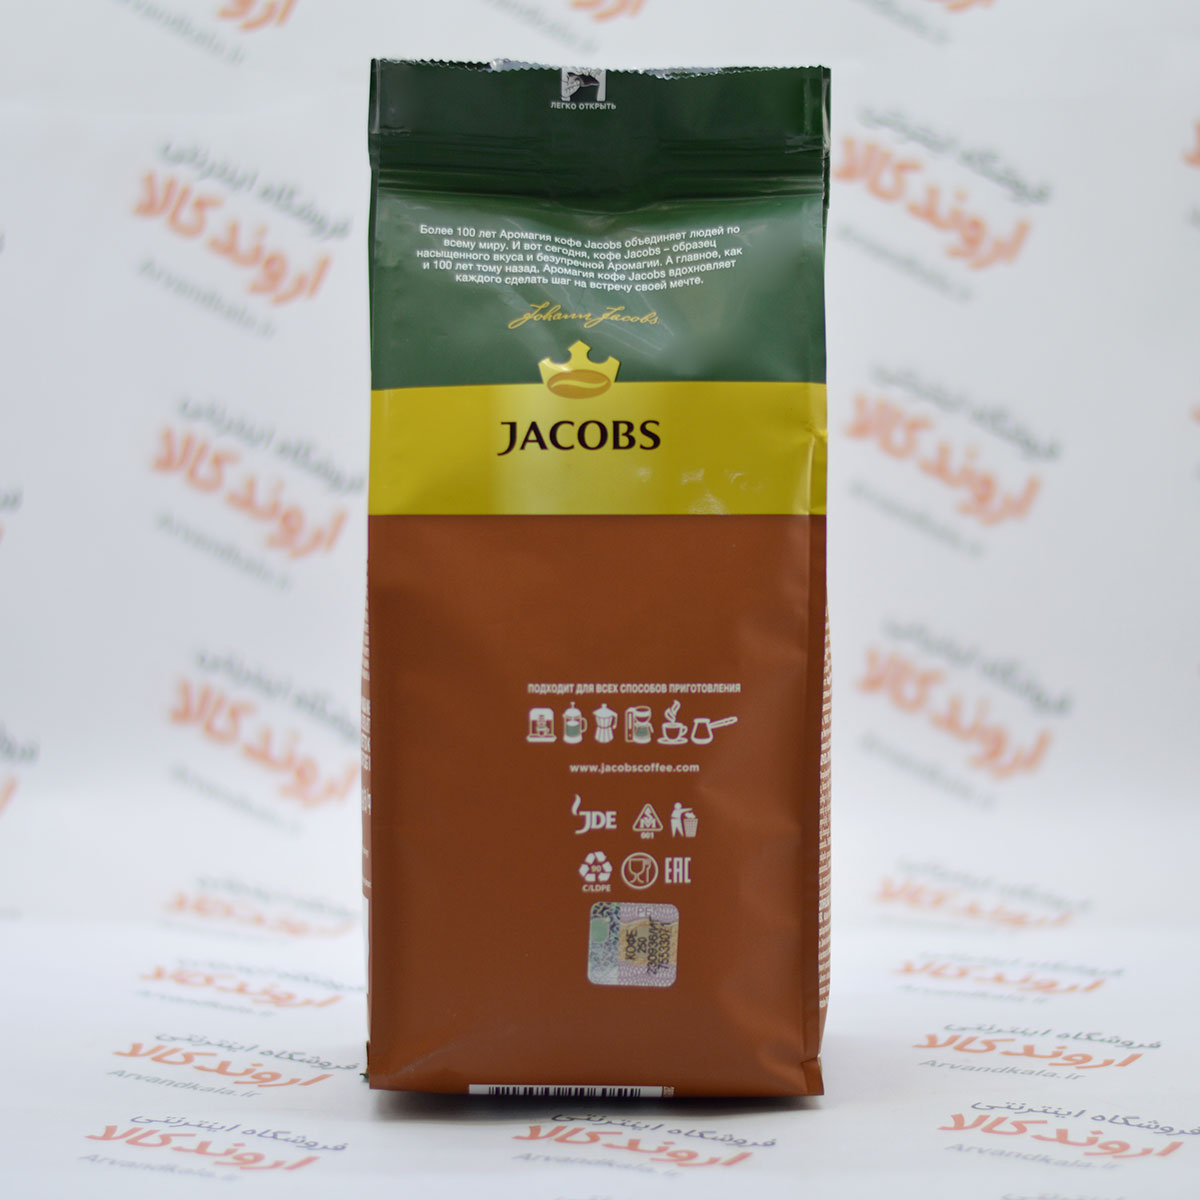 ЛЕГКО ОТКРЫТЬ
Более 100 лет Аромагия кофе Jacobs объединяет людей по
всему миру. И вот сегодня, кофе Jacobs – образец
насыщенного вкуса и безупречной Аромагии. А главное, как
и 100 лет тому назад, Аромагия кофе Jacobs вдохновляет
каждого сделать шаг на встречу своей мечте.
Johann Jacobs
JACOBS
ПОДХОДИТ ДЛЯ ВСЕХ СПОСОБОВ ПРИГОТОВЛЕНИЯ
www.jacobscoffee.com
JDE
001
90
C/LDPE
EAC
КОФЕ
250
فروشگاه اینترنتی
اروندکالا
Arvandkala.ir